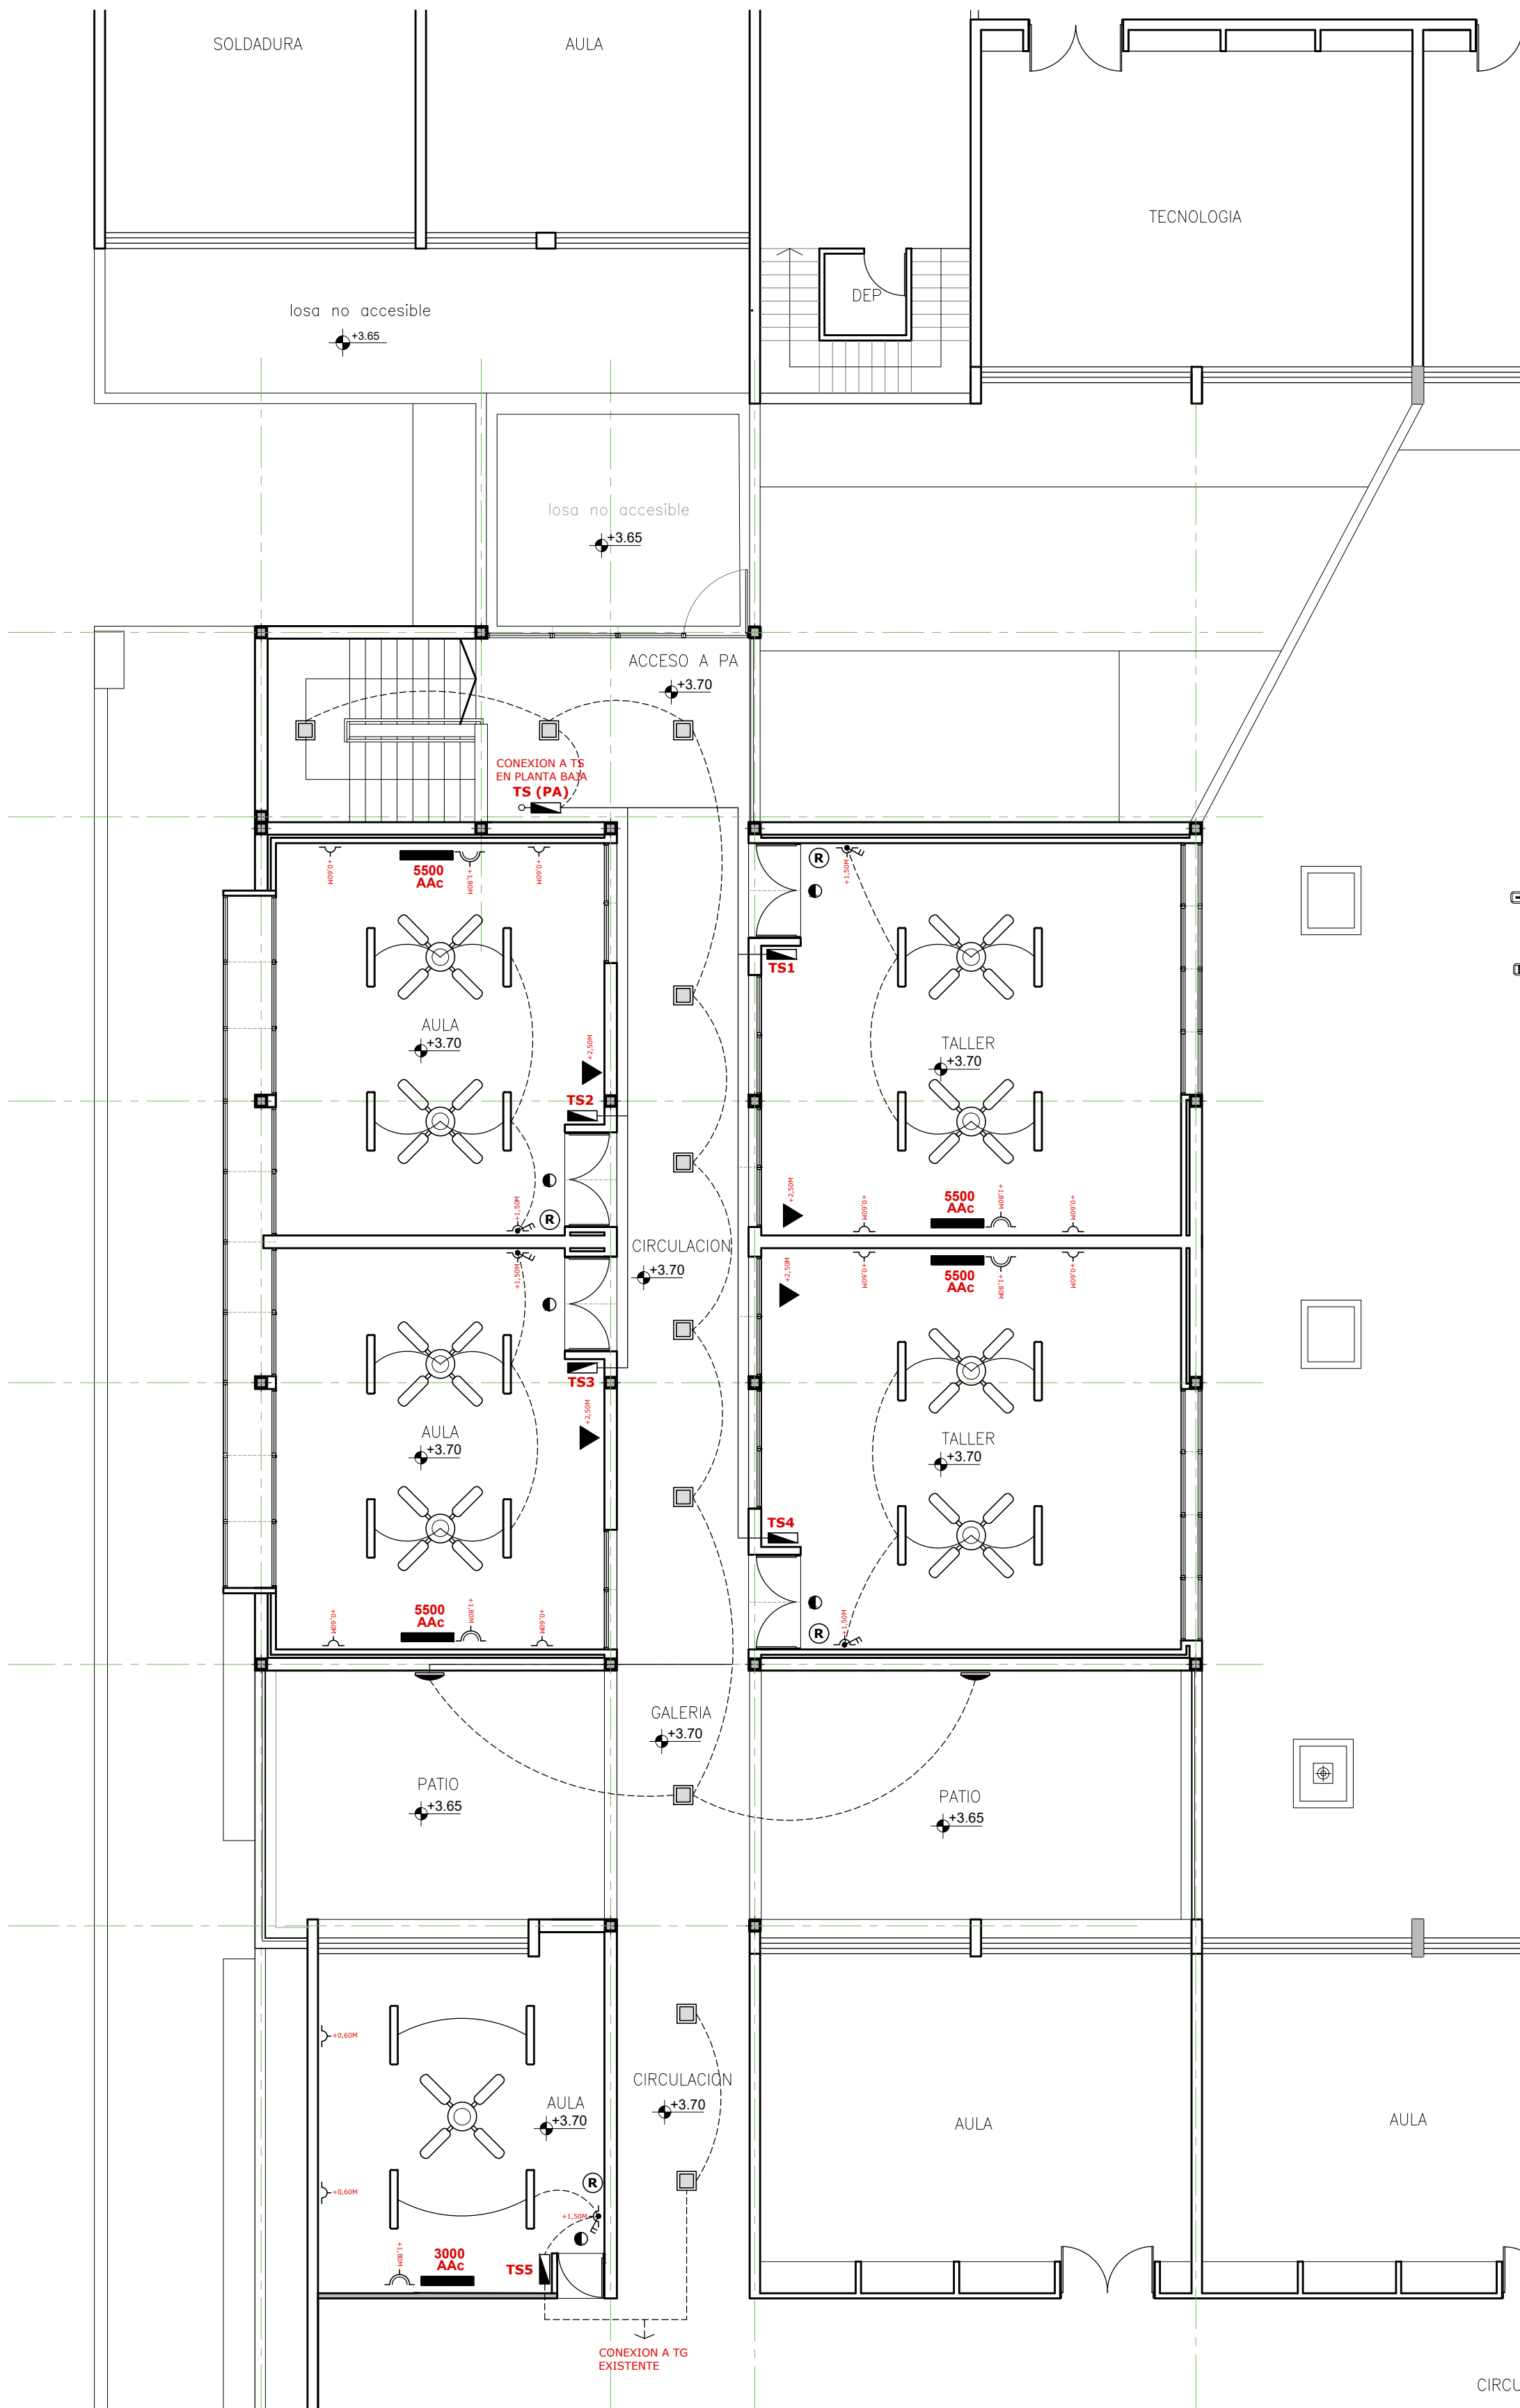 SOLDADURA
AULA
TECNOLOGIA
DEP
losa no accesible
+3.65
losa no accesible
+3.65
ACCESO A PA
+3.70
CONEXION A TS
EN PLANTA BAJA
TS (PA)
+0,60M
5500
AAc
+1,80M
+0,60M
R
+1,50M
E
TS1
AULA
+3.70
+2,50M
TS2
TALLER
+3.70
+1,50M
E
R
+2,50M
+0,60M
5500
AAc
+1,80M
+0,60M
CIRCULACION
+3.70
+1,50M
E
+2,50M
+0,60M
5500
AAc
+1,80M
+0,60M
TS3
+2,50M
AULA
+3.70
TALLER
+3.70
TS4
+0,60M
5500
AAc
+1,80M
+0,60M
R
+1,50M
E
GALERIA
+3.70
PATIO
+3.65
PATIO
+3.65
+0,60M
CIRCULACION
+3.70
AULA
+3.70
AULA
AULA
+0,60M
R
+1,50M
E
+1,80M
3000
AAc
TS5
CONEXION A TG
EXISTENTE
CIRCU